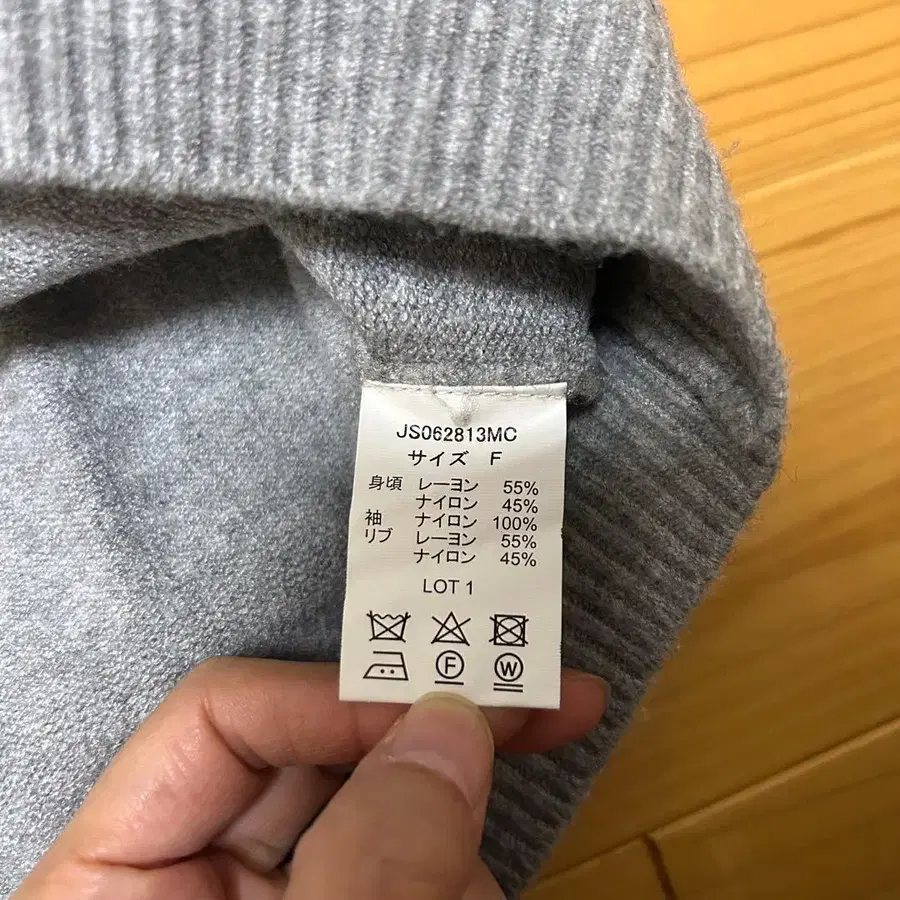 JS062813MC
サイズ F
身頃 レーヨン 55%
ナイロン 45%
袖 ナイロン 100%
リブ レーヨン 55%
ナイロン 45%
LOT 1
F W